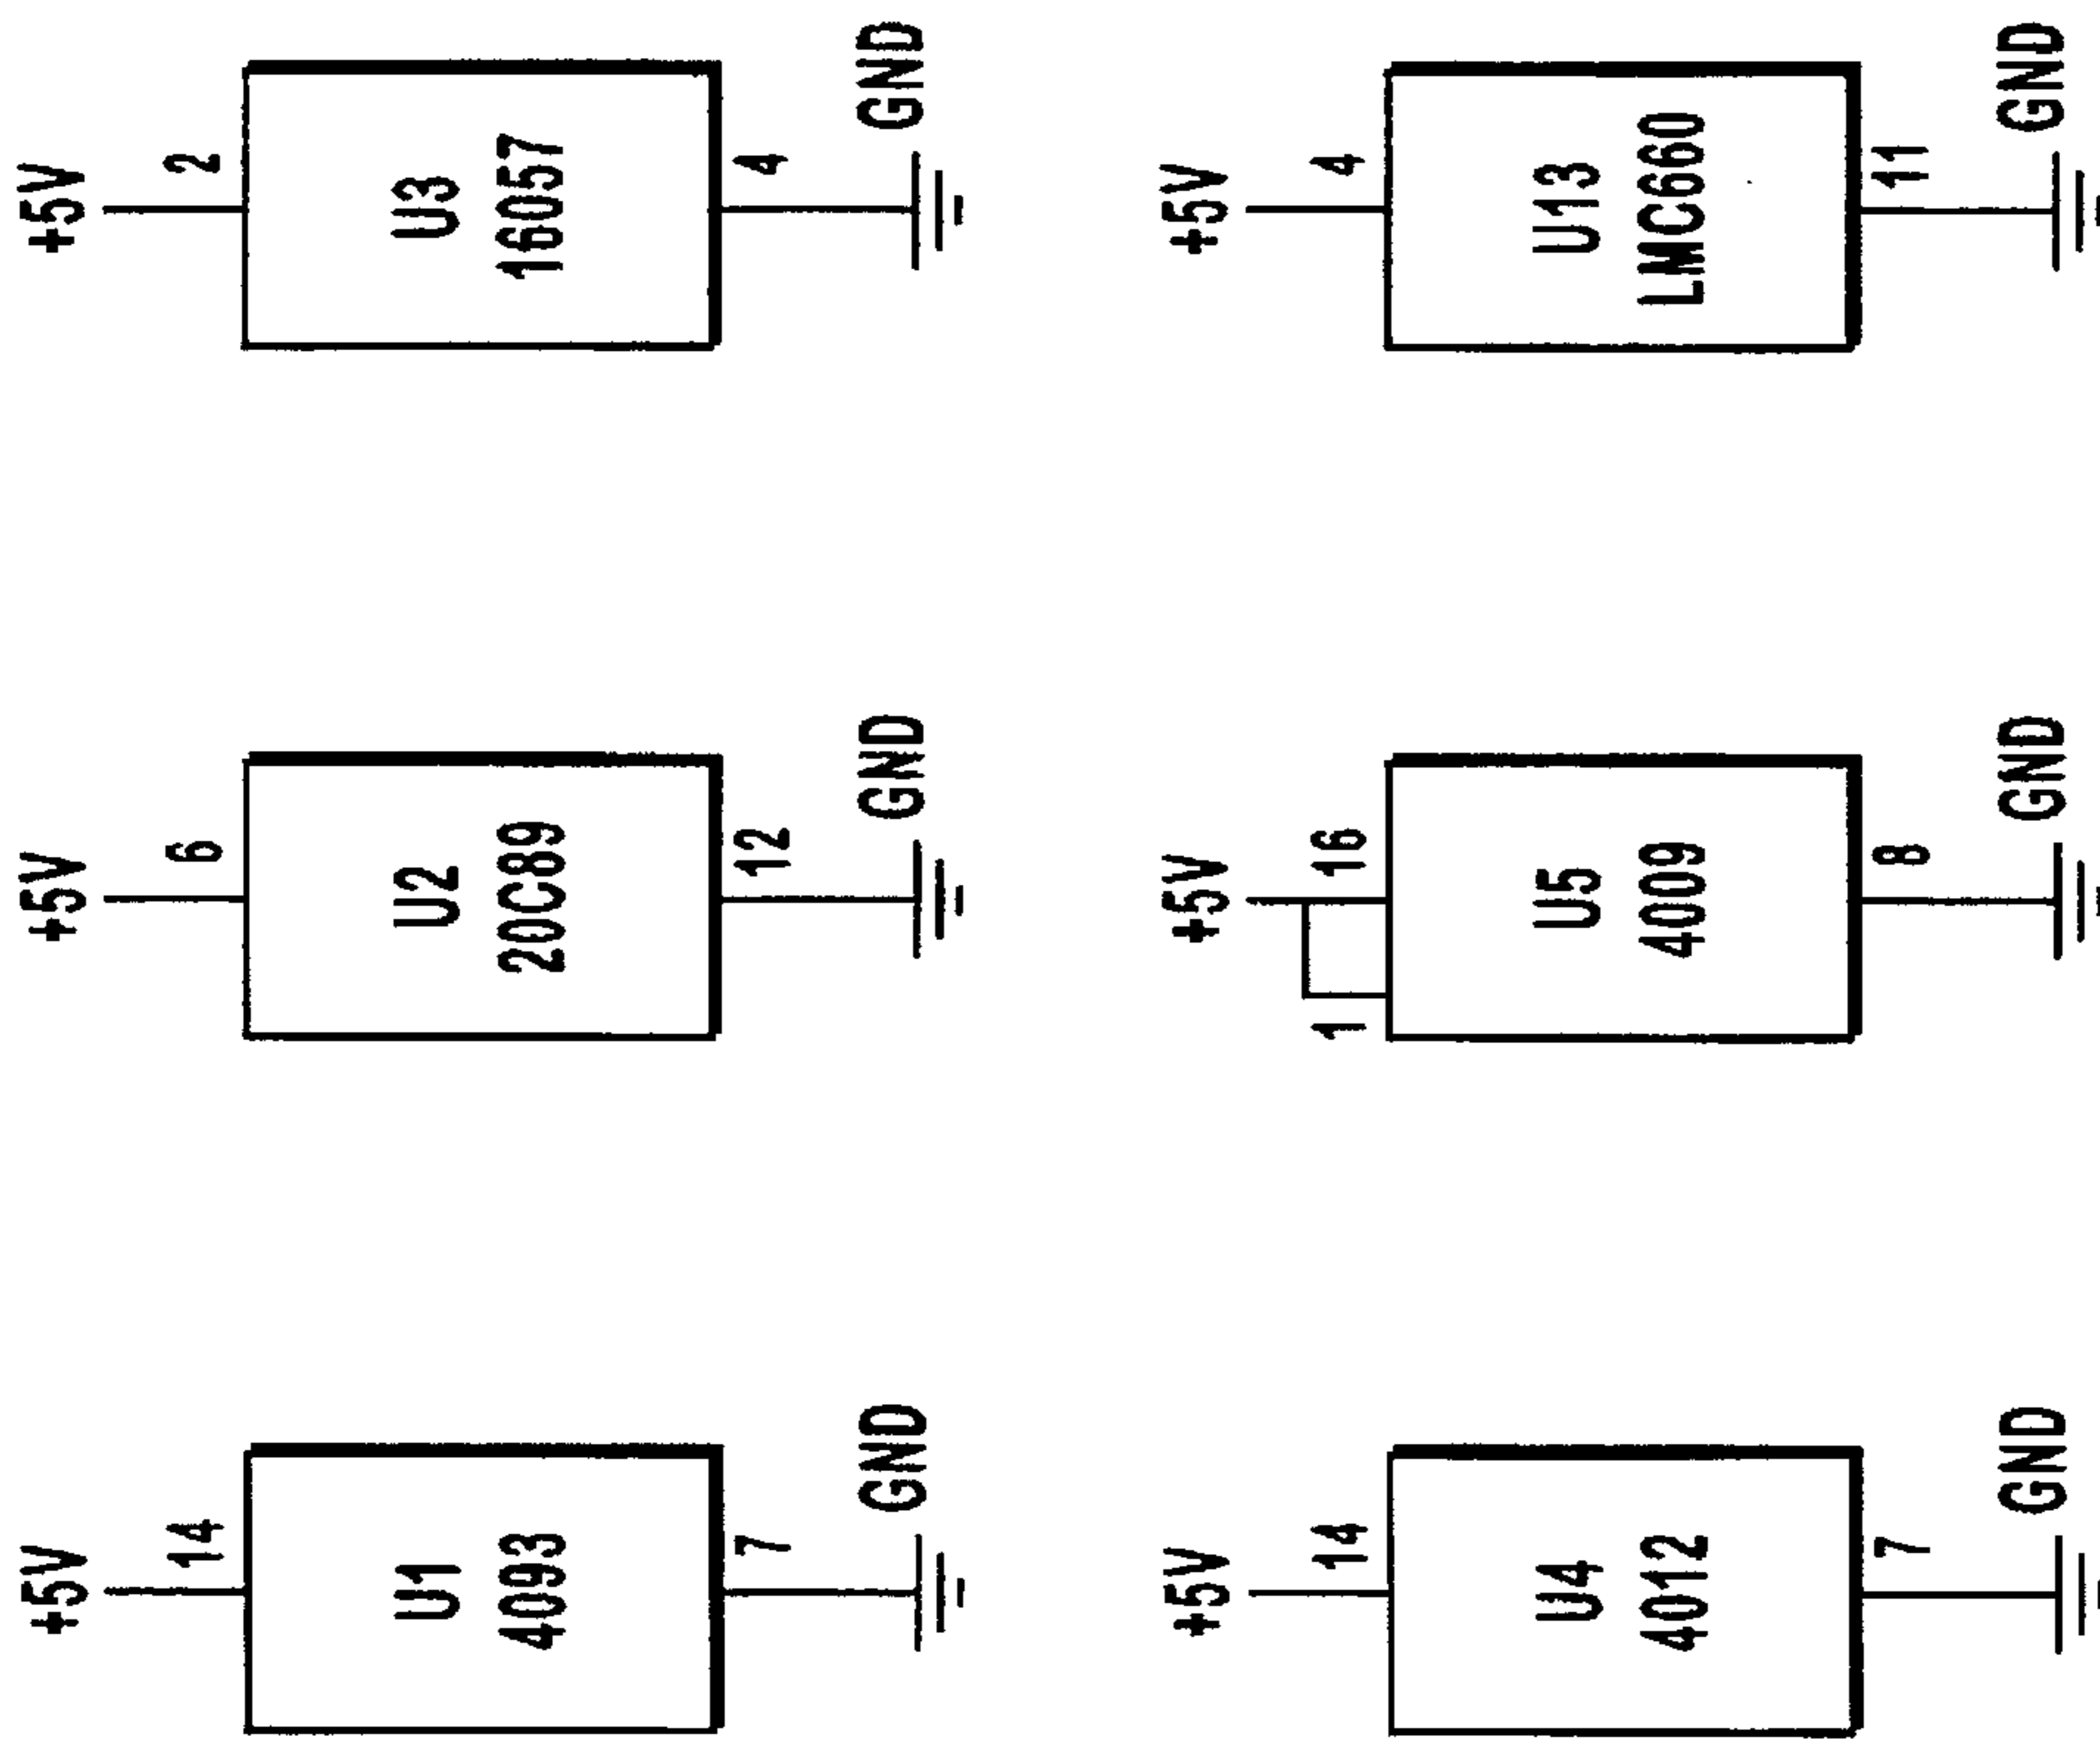 +5V
14
U1
4093
7
GND
+5V
6
U2
20C89
12
GND
+5V
2
U3
16057
4
GND
+5V
14
U4
4012
7
GND
+5V
1
16
U5
4009
8
GND
+5V
4
U13
LMC660
11
GND